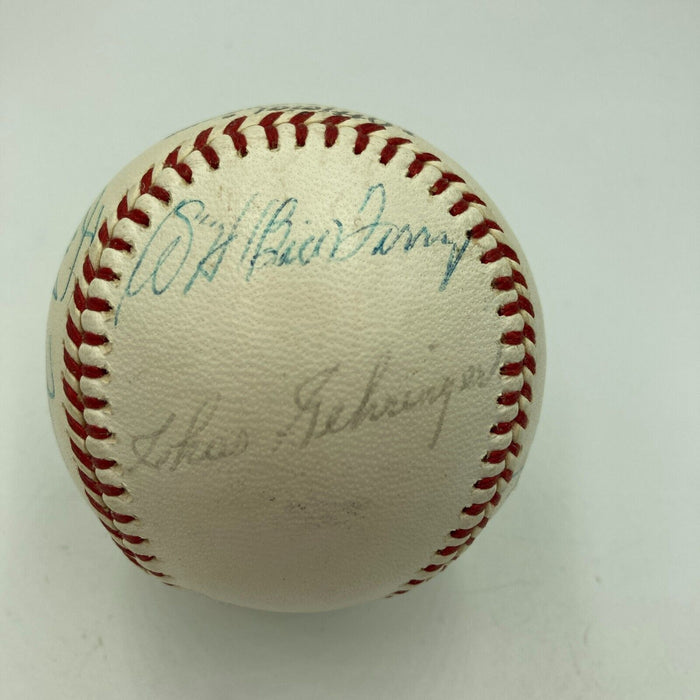 W H "Bill" Terry
Chas Gehringer